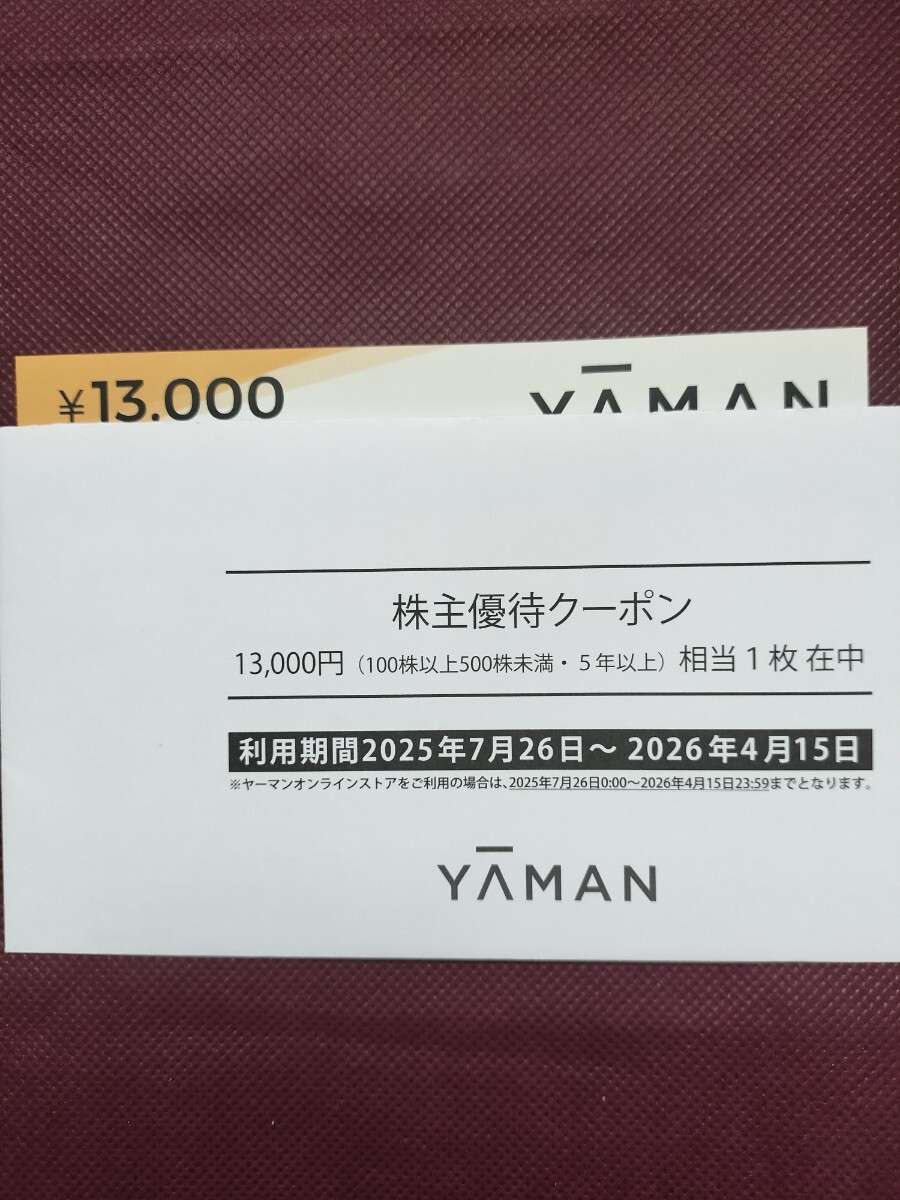 ¥13,000
YĀMAN
株主優待クーポン
13,000円（100株以上500株未満・５年以上）相当１枚 在中
利用期間2025年7月26日～ 2026年4月15日
※ヤーマンオンラインストアをご利用の場合は、2025年7月26日0:00～2026年4月15日23:59までとなります。
YĀMAN